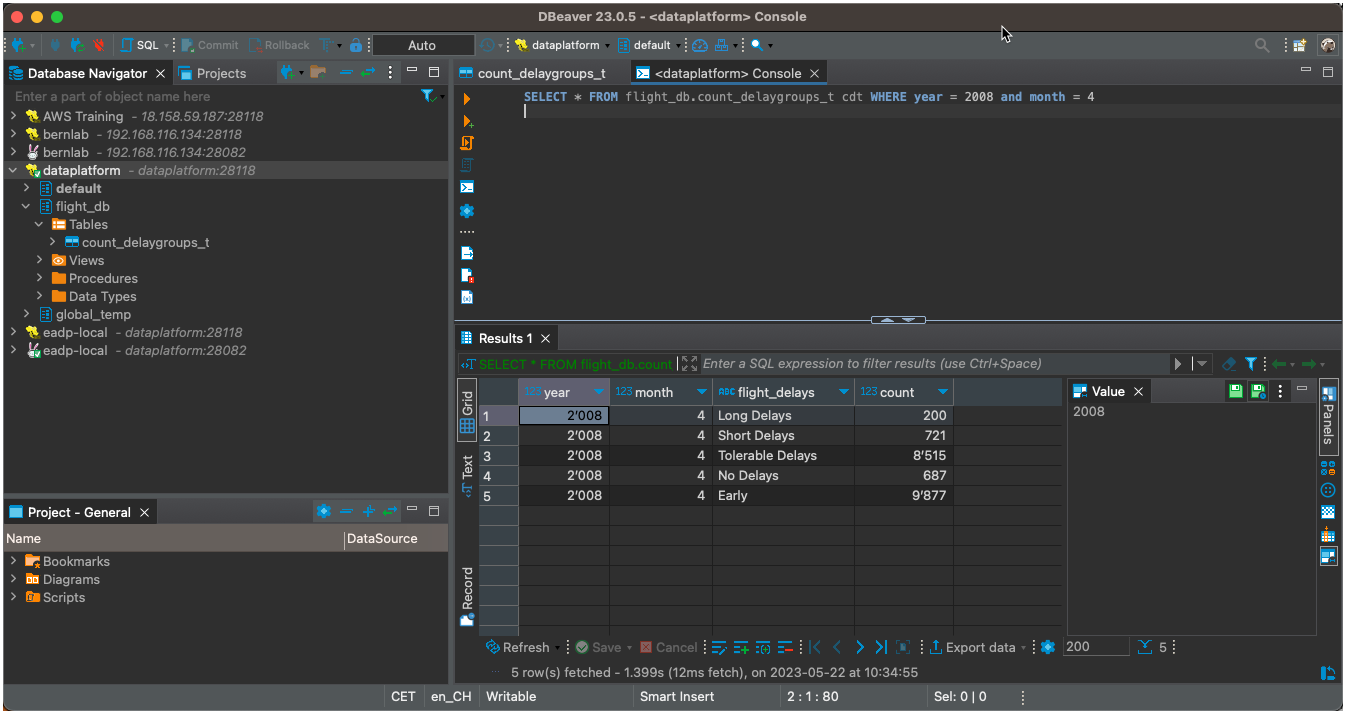 DBeaver 23.0.5 - <dataplatform> Console
SQL Commit Rollback Auto dataplatform default
Database Navigator Projects
Enter a part of object name here
AWS Training - 18.158.59.187:28118
bernlab - 192.168.116.134:28118
bernlab - 192.168.116.134:28082
dataplatform - dataplatform:28118
default
flight_db
Tables
count_delaygroups_t
Views
Procedures
Data Types
global_temp
eadp-local - dataplatform:28118
eadp-local - dataplatform:28082
Project - General
Name DataSource
Bookmarks
Diagrams
Scripts
count_delaygroups_t <dataplatform> Console
SELECT * FROM flight_db.count_delaygroups_t cdt WHERE year = 2008 and month = 4
Results 1
SELECT * FROM flight_db.count Enter a SQL expression to filter results (use Ctrl+Space)
Grid
Text
Record
123 year 123 month ABC flight_delays 123 count
1 2'008 4 Long Delays 200
2 2'008 4 Short Delays 721
3 2'008 4 Tolerable Delays 8'515
4 2'008 4 No Delays 687
5 2'008 4 Early 9'877
Value
2008
Panels
Refresh Save Cancel Export data 200 5
5 row(s) fetched - 1.399s (12ms fetch), on 2023-05-22 at 10:34:55
CET en_CH Writable Smart Insert 2 : 1 : 80 Sel: 0 | 0